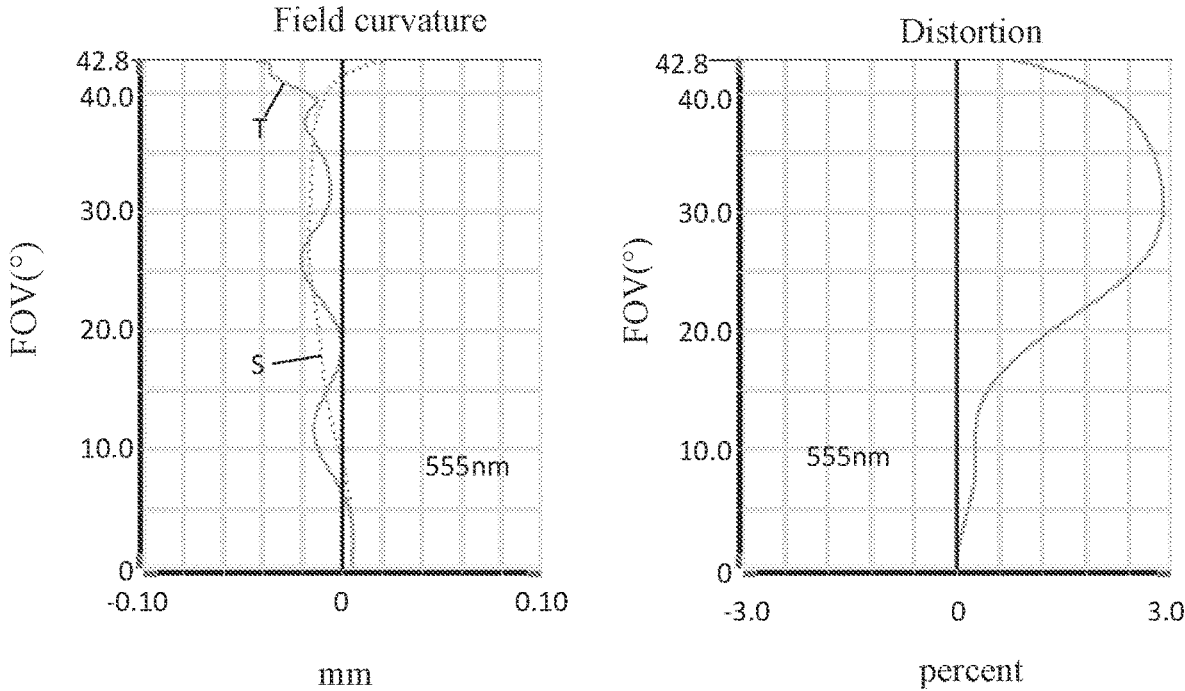 Field curvature
42.8
40.0
T
30.0
FOV(°)
20.0
S
10.0
555nm
0
-0.10 0 0.10
mm
Distortion
42.8
40.0
30.0
FOV(°)
20.0
10.0
555nm
0
-3.0 0 3.0
percent